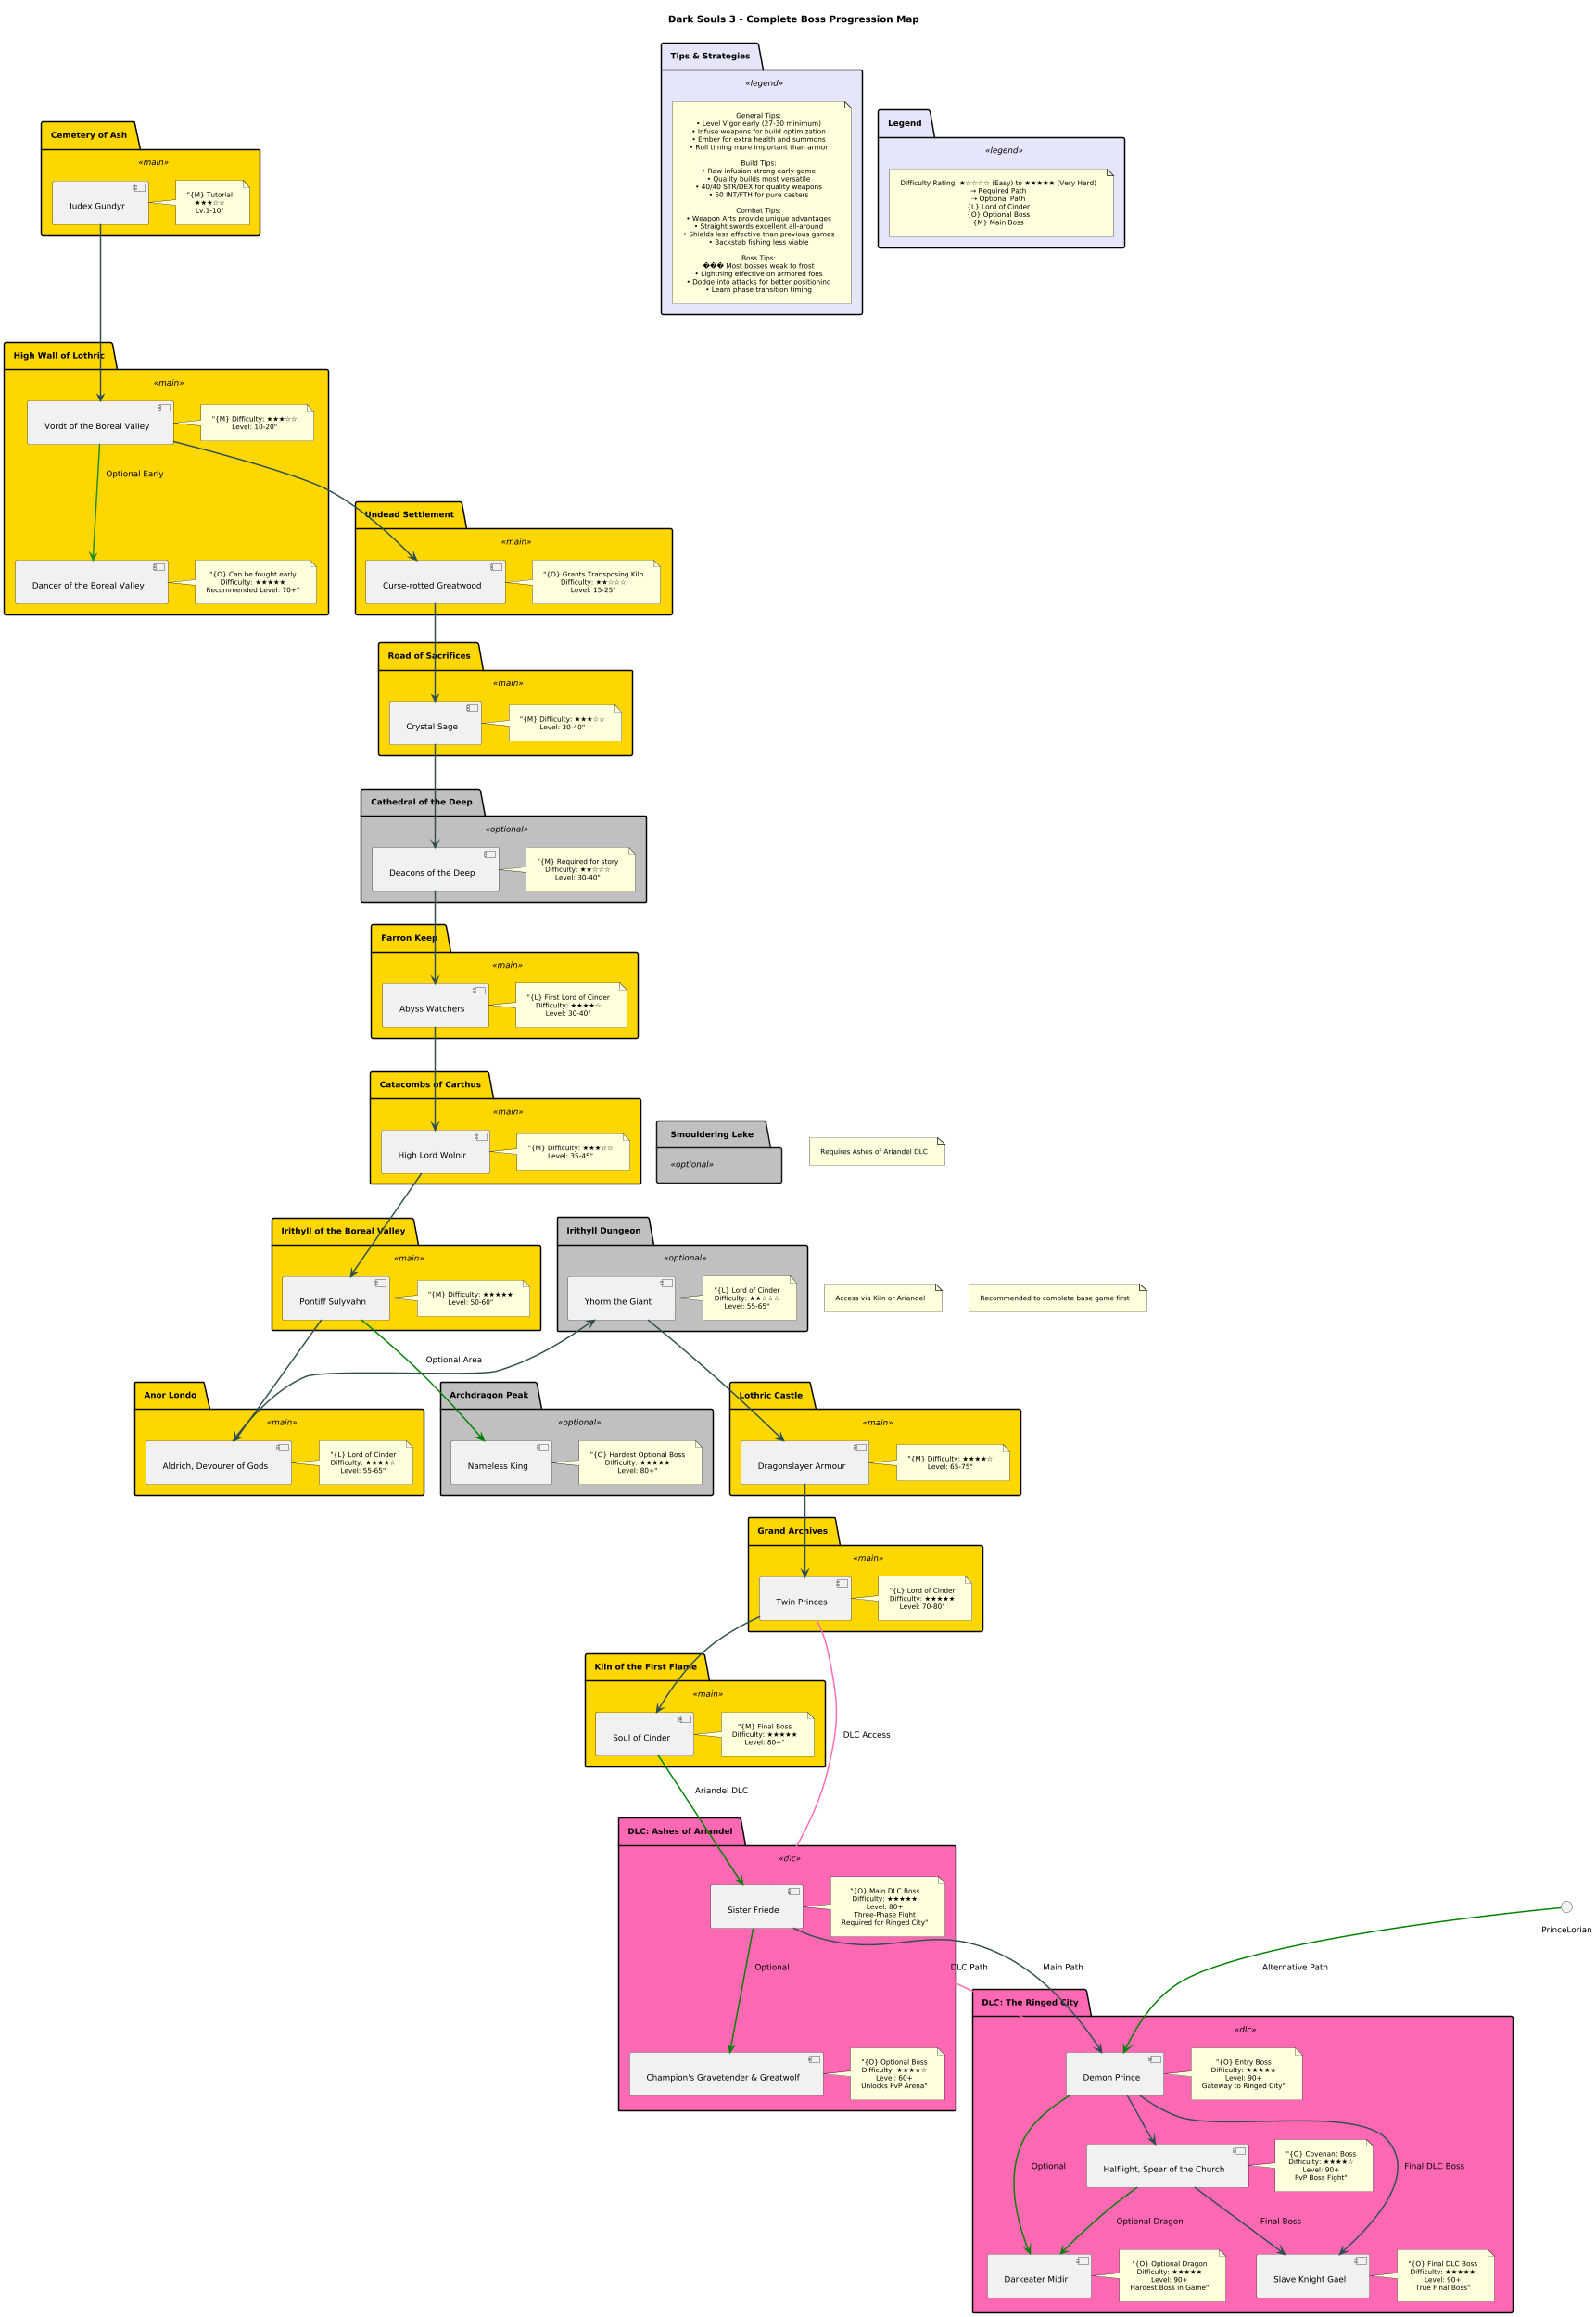 Dark Souls 3 - Complete Boss Progression Map
Tips & Strategies
«legend»
General Tips:
• Level Vigor early (27-30 minimum)
• Infuse weapons for build optimization
• Ember for extra health and summons
• Roll timing more important than armor
Build Tips:
• Raw infusion strong early game
• Quality builds most versatile
• 40/40 STR/DEX for quality weapons
• 60 INT/FTH for pure casters
Combat Tips:
• Weapon Arts provide unique advantages
• Straight swords excellent all-around
• Shields less effective than previous games
• Backstab fishing less viable
Boss Tips:
��� Most bosses weak to frost
• Lightning effective on armored foes
• Dodge into attacks for better positioning
• Learn phase transition timing
Legend
«legend»
Difficulty Rating: ★☆☆☆☆ (Easy) to ★★★★★ (Very Hard)
→ Required Path
⇢ Optional Path
{L} Lord of Cinder
{O} Optional Boss
{M} Main Boss
Cemetery of Ash
«main»
Iudex Gundyr
"{M} Tutorial
★★★☆☆
Lv.1-10"
High Wall of Lothric
«main»
Vordt of the Boreal Valley
"{M} Difficulty: ★★★☆☆
Level: 10-20"
Optional Early
Dancer of the Boreal Valley
"{O} Can be fought early
Difficulty: ★★★★★
Recommended Level: 70+"
Undead Settlement
«main»
Curse-rotted Greatwood
"{O} Grants Transposing Kiln
Difficulty: ★★☆☆☆
Level: 15-25"
Road of Sacrifices
«main»
Crystal Sage
"{M} Difficulty: ★★★☆☆
Level: 30-40"
Cathedral of the Deep
«optional»
Deacons of the Deep
"{M} Required for story
Difficulty: ★★☆☆☆
Level: 30-40"
Farron Keep
«main»
Abyss Watchers
"{L} First Lord of Cinder
Difficulty: ★★★★☆
Level: 30-40"
Catacombs of Carthus
«main»
High Lord Wolnir
"{M} Difficulty: ★★★☆☆
Level: 35-45"
Smouldering Lake
«optional»
Requires Ashes of Ariandel DLC
Irithyll of the Boreal Valley
«main»
Pontiff Sulyvahn
"{M} Difficulty: ★★★★★
Level: 50-60"
Irithyll Dungeon
«optional»
Yhorm the Giant
"{L} Lord of Cinder
Difficulty: ★★☆☆☆
Level: 55-65"
Access via Kiln or Ariandel
Recommended to complete base game first
Optional Area
Anor Londo
«main»
Aldrich, Devourer of Gods
"{L} Lord of Cinder
Difficulty: ★★★★☆
Level: 55-65"
Archdragon Peak
«optional»
Nameless King
"{O} Hardest Optional Boss
Difficulty: ★★★★★
Level: 80+"
Lothric Castle
«main»
Dragonslayer Armour
"{M} Difficulty: ★★★★☆
Level: 65-75"
Grand Archives
«main»
Twin Princes
"{L} Lord of Cinder
Difficulty: ★★★★★
Level: 70-80"
Kiln of the First Flame
«main»
Soul of Cinder
"{M} Final Boss
Difficulty: ★★★★★
Level: 80+"
DLC Access
Ariandel DLC
DLC: Ashes of Ariandel
«dlc»
Sister Friede
"{O} Main DLC Boss
Difficulty: ★★★★★
Level: 80+
Three-Phase Fight
Required for Ringed City"
PrinceLorian
Optional
DLC Path
Main Path
Alternative Path
Champion's Gravetender & Greatwolf
"{O} Optional Boss
Difficulty: ★★★★☆
Level: 60+
Unlocks PvP Arena"
DLC: The Ringed City
«dlc»
Demon Prince
"{O} Entry Boss
Difficulty: ★★★★★
Level: 90+
Gateway to Ringed City"
Optional
Halflight, Spear of the Church
"{O} Covenant Boss
Difficulty: ★★★★☆
Level: 90+
PvP Boss Fight"
Final DLC Boss
Optional Dragon
Final Boss
Darkeater Midir
"{O} Optional Dragon
Difficulty: ★★★★★
Level: 90+
Hardest Boss in Game"
Slave Knight Gael
"{O} Final DLC Boss
Difficulty: ★★★★★
Level: 90+
True Final Boss"